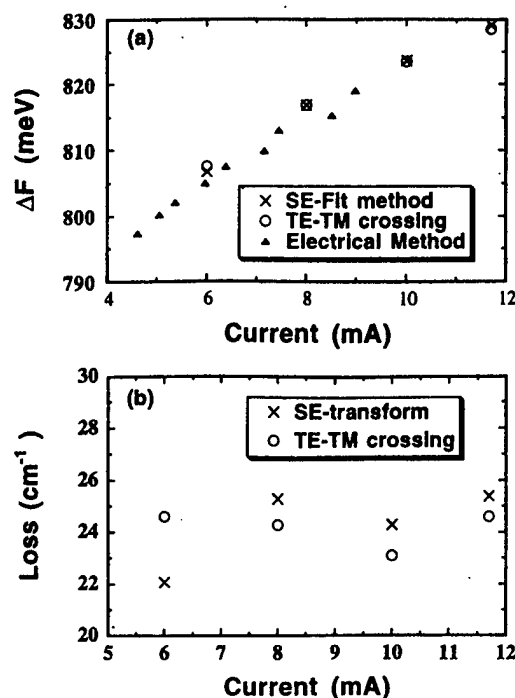 (a)
830
820
810
800
790
ΔF (meV)
× SE-Fit method
○ TE-TM crossing
▲ Electrical Method
4 6 8 10 12
Current (mA)
(b)
30
28
26
24
22
20
Loss (cm⁻¹)
× SE-transform
○ TE-TM crossing
5 6 7 8 9 10 11 12
Current (mA)